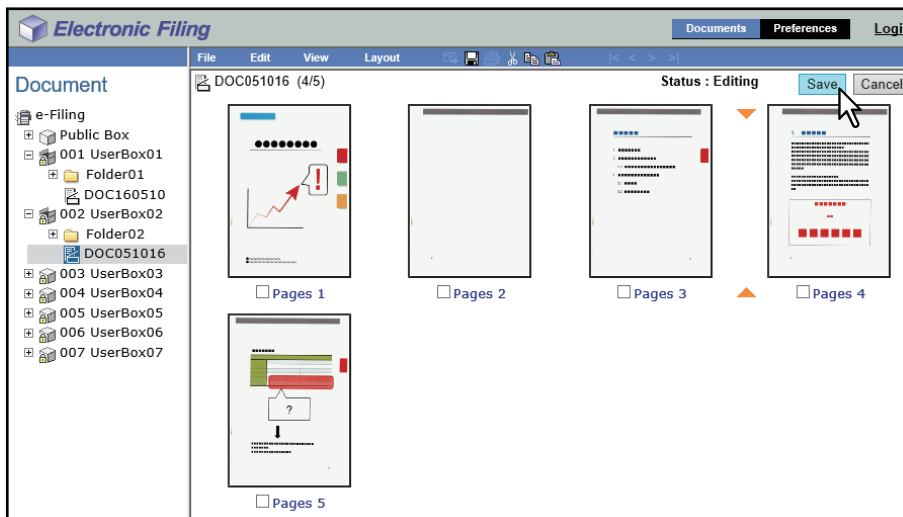 Electronic Filing
Documents Preferences Logi
File Edit View Layout |< < > >|
Document
DOC051016 (4/5) Status : Editing Save Cancel
e-Filing
Public Box
001 UserBox01
Folder01
DOC160510
002 UserBox02
Folder02
DOC051016
003 UserBox03
004 UserBox04
005 UserBox05
006 UserBox06
007 UserBox07
!
Pages 1 Pages 2 Pages 3 Pages 4
?
Pages 5